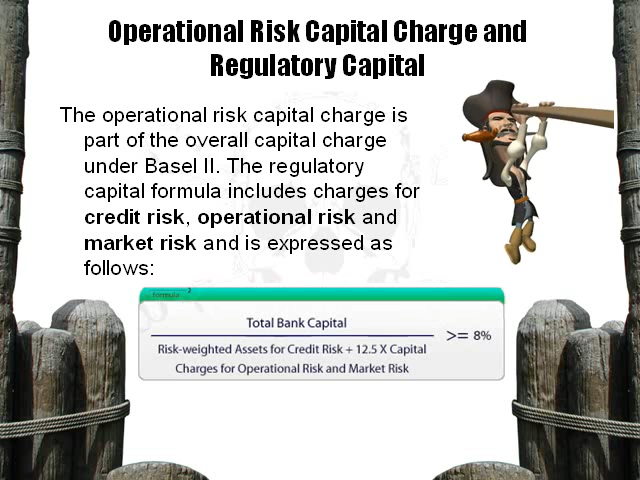 Operational Risk Capital Charge and
Regulatory Capital
The operational risk capital charge is
part of the overall capital charge
under Basel II. The regulatory
capital formula includes charges for
credit risk, operational risk and
market risk and is expressed as
follows:
formula
Total Bank Capital
>= 8%
Risk-weighted Assets for Credit Risk + 12.5 X Capital
Charges for Operational Risk and Market Risk